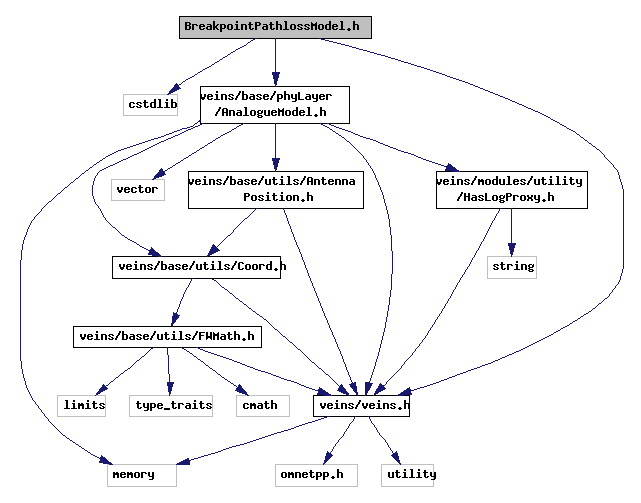 BreakpointPathlossModel.h
cstdlib
veins/base/phyLayer
/AnalogueModel.h
vector
veins/base/utils/Antenna
Position.h
veins/modules/utility
/HasLogProxy.h
veins/base/utils/Coord.h
string
veins/base/utils/FWMath.h
limits
type_traits
cmath
veins/veins.h
memory
omnetpp.h
utility